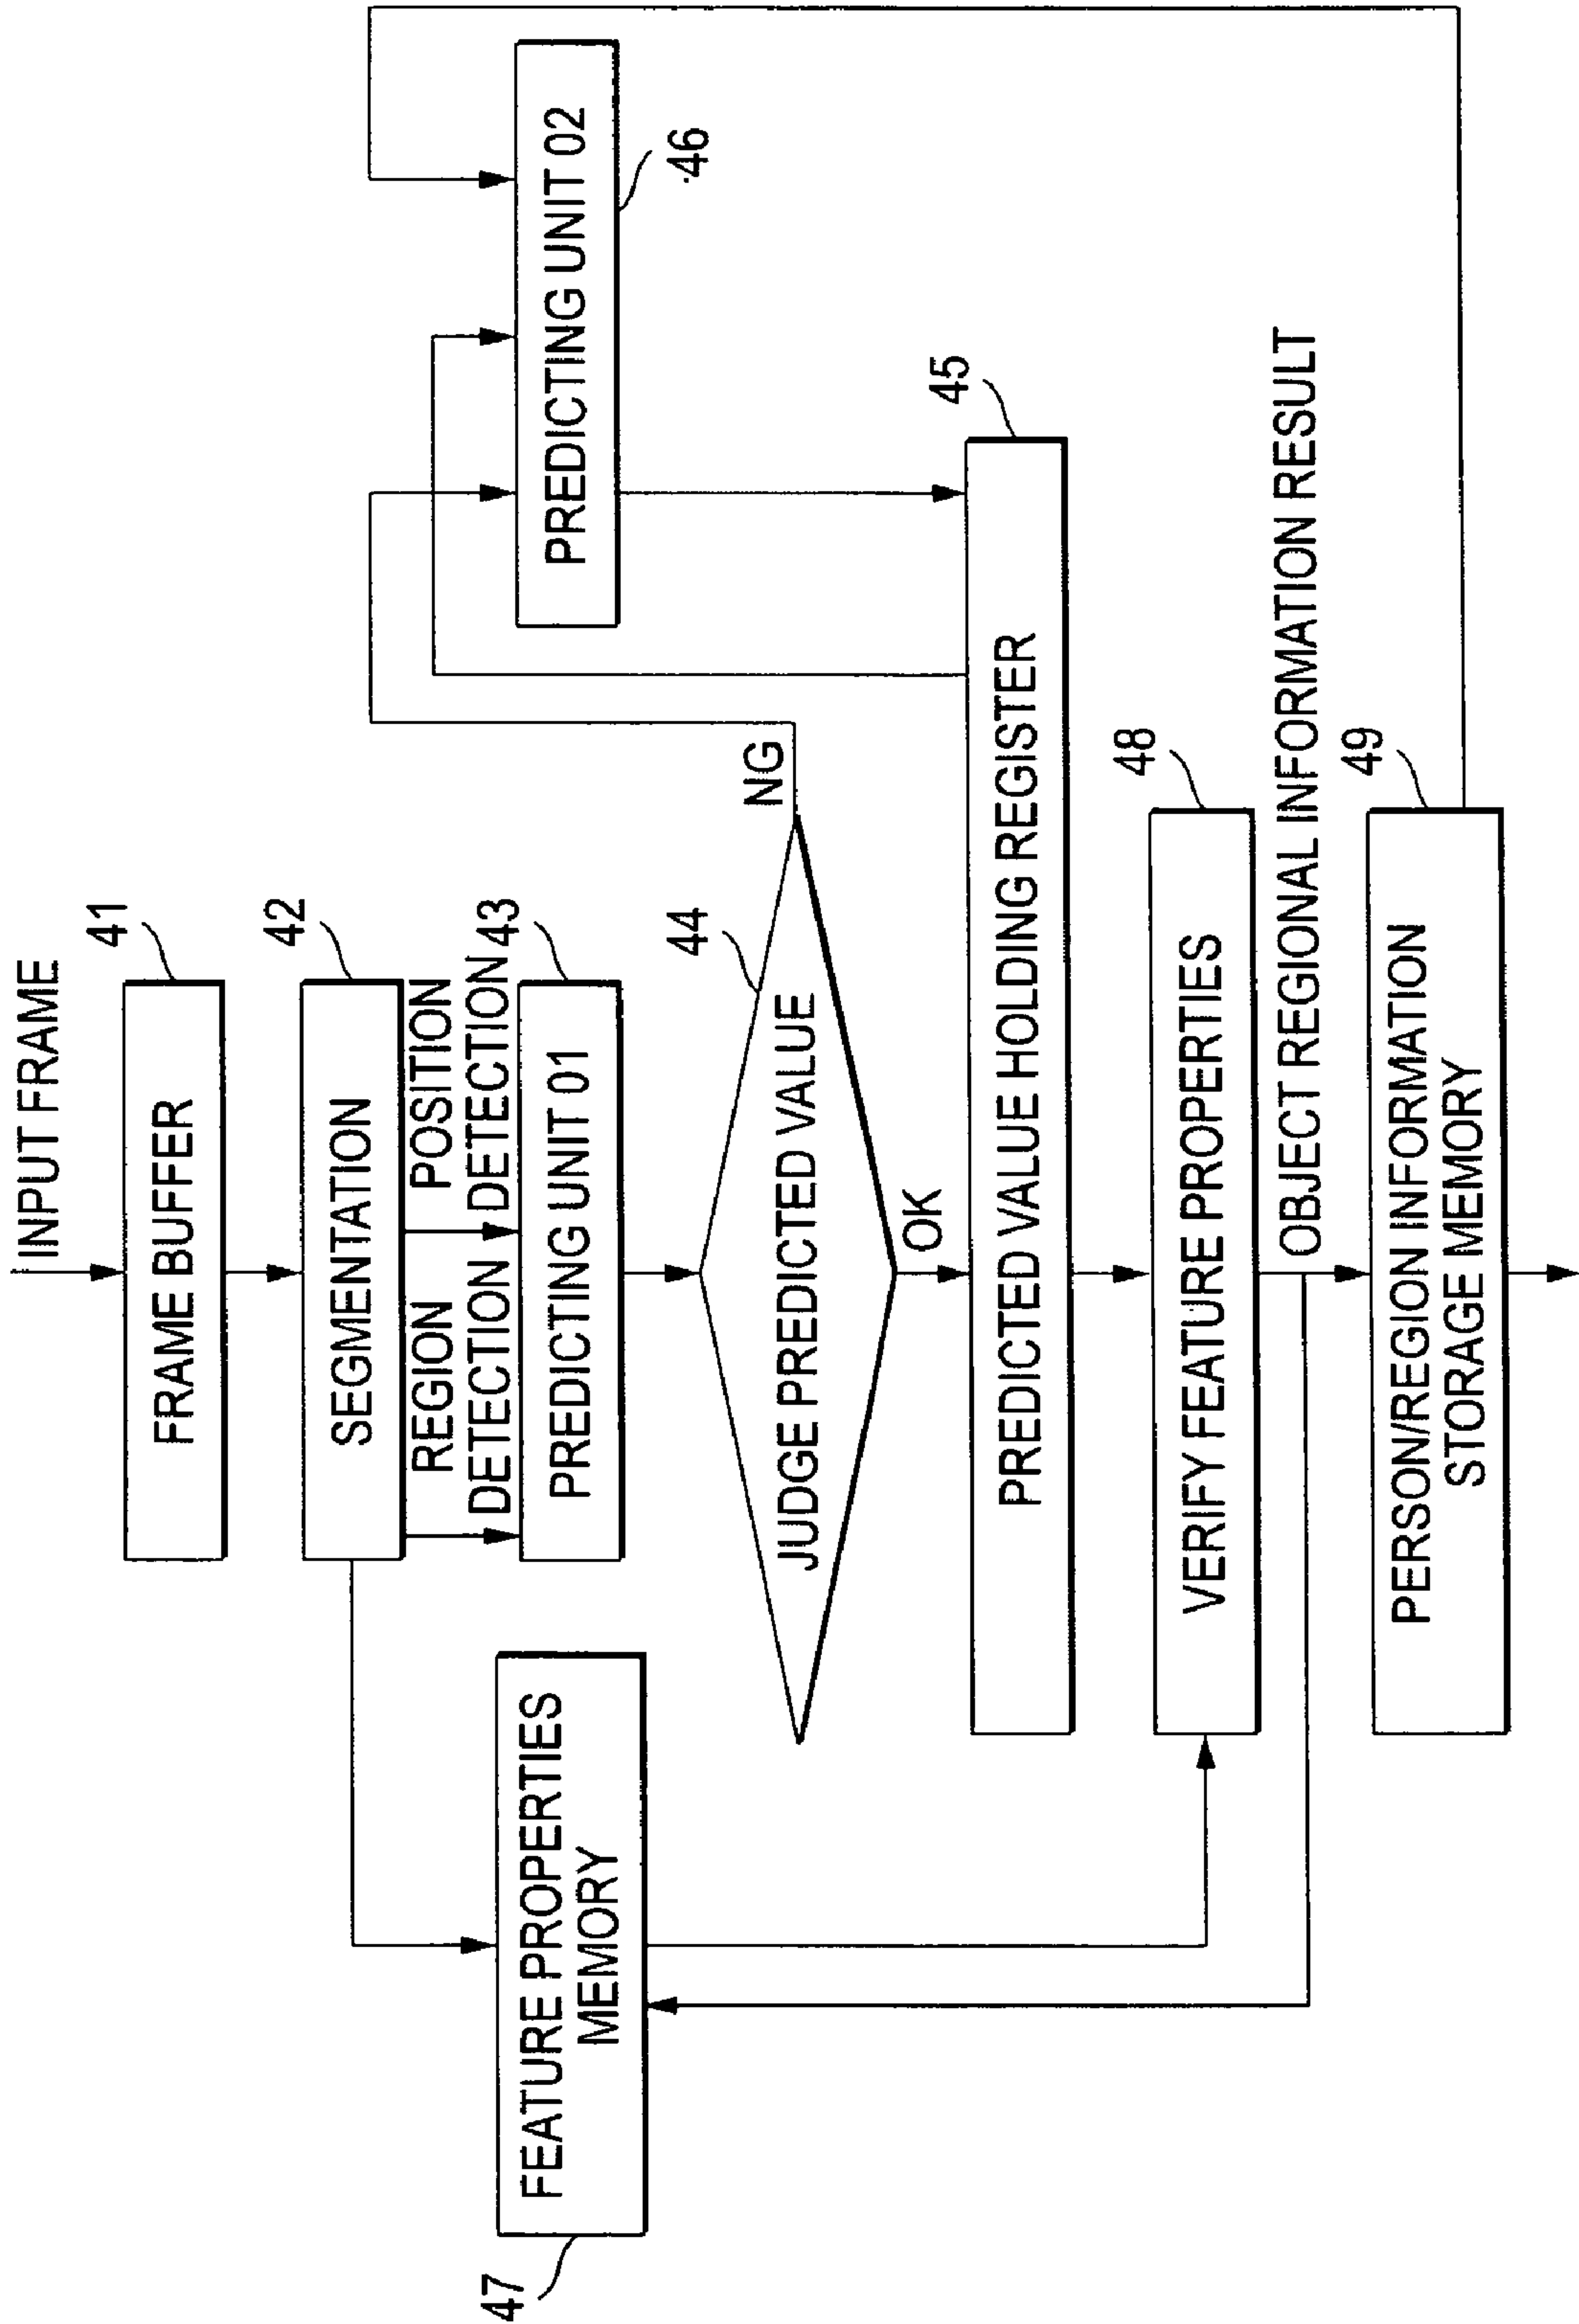 INPUT FRAME
FRAME BUFFER
41
SEGMENTATION
42
REGION
DETECTION
POSITION
DETECTION
PREDICTING UNIT 01
43
PREDICTING UNIT 02
46
FEATURE PROPERTIES
MEMORY
47
JUDGE PREDICTED VALUE
44
NG
OK
PREDICTED VALUE HOLDING REGISTER
45
VERIFY FEATURE PROPERTIES
48
OBJECT REGIONAL INFORMATION RESULT
PERSON/REGION INFORMATION
STORAGE MEMORY
49